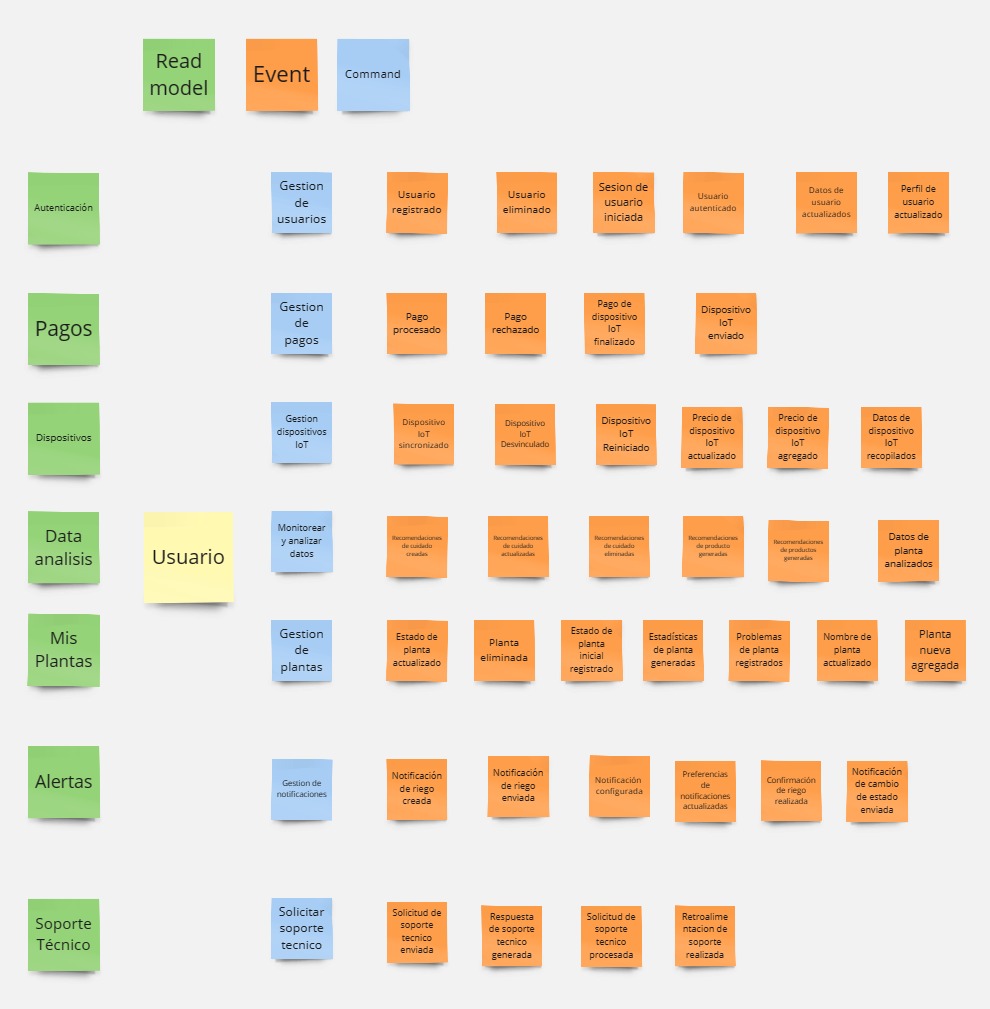 Read
model
Event
Command
Autenticación
Gestion
de
usuarios
Usuario
registrado
Usuario
eliminado
Sesion de
usuario
iniciada
Usuario
autenticado
Datos de
usuario
actualizados
Perfil de
usuario
actualizado
Pagos
Gestion
de
pagos
Pago
procesado
Pago
rechazado
Pago de
dispositivo
IoT
finalizado
Dispositivo
IoT
enviado
Dispositivos
Gestion
dispositivos
IoT
Dispositivo
IoT
sincronizado
Dispositivo
IoT
Desvinculado
Dispositivo
IoT
Reiniciado
Precio de
dispositivo
IoT
actualizado
Precio de
dispositivo
IoT
agregado
Datos de
dispositivo
IoT
recopilados
Data
analisis
Usuario
Monitorear
y analizar
datos
Recomendaciones
de cuidado
creadas
Recomendaciones
de cuidado
actualizadas
Recomendaciones
de cuidado
eliminadas
Recomendaciones
de producto
generadas
Recomendaciones
de productos
generadas
Datos de
planta
analizados
Mis
Plantas
Gestion
de
plantas
Estado de
planta
actualizado
Planta
eliminada
Estado de
planta
inicial
registrado
Estadísticas
de planta
generadas
Problemas
de planta
registrados
Nombre de
planta
actualizado
Planta
nueva
agregada
Alertas
Gestion de
notificaciones
Notificación
de riego
creada
Notificación
de riego
enviada
Notificación
configurada
Preferencias
de
notificaciones
actualizadas
Confirmación
de riego
realizada
Notificación
de cambio
de estado
enviada
Soporte
Técnico
Solicitar
soporte
tecnico
Solicitud de
soporte
tecnico
enviada
Respuesta
de soporte
tecnico
generada
Solicitud de
soporte
tecnico
procesada
Retroalime
ntacion de
soporte
realizada